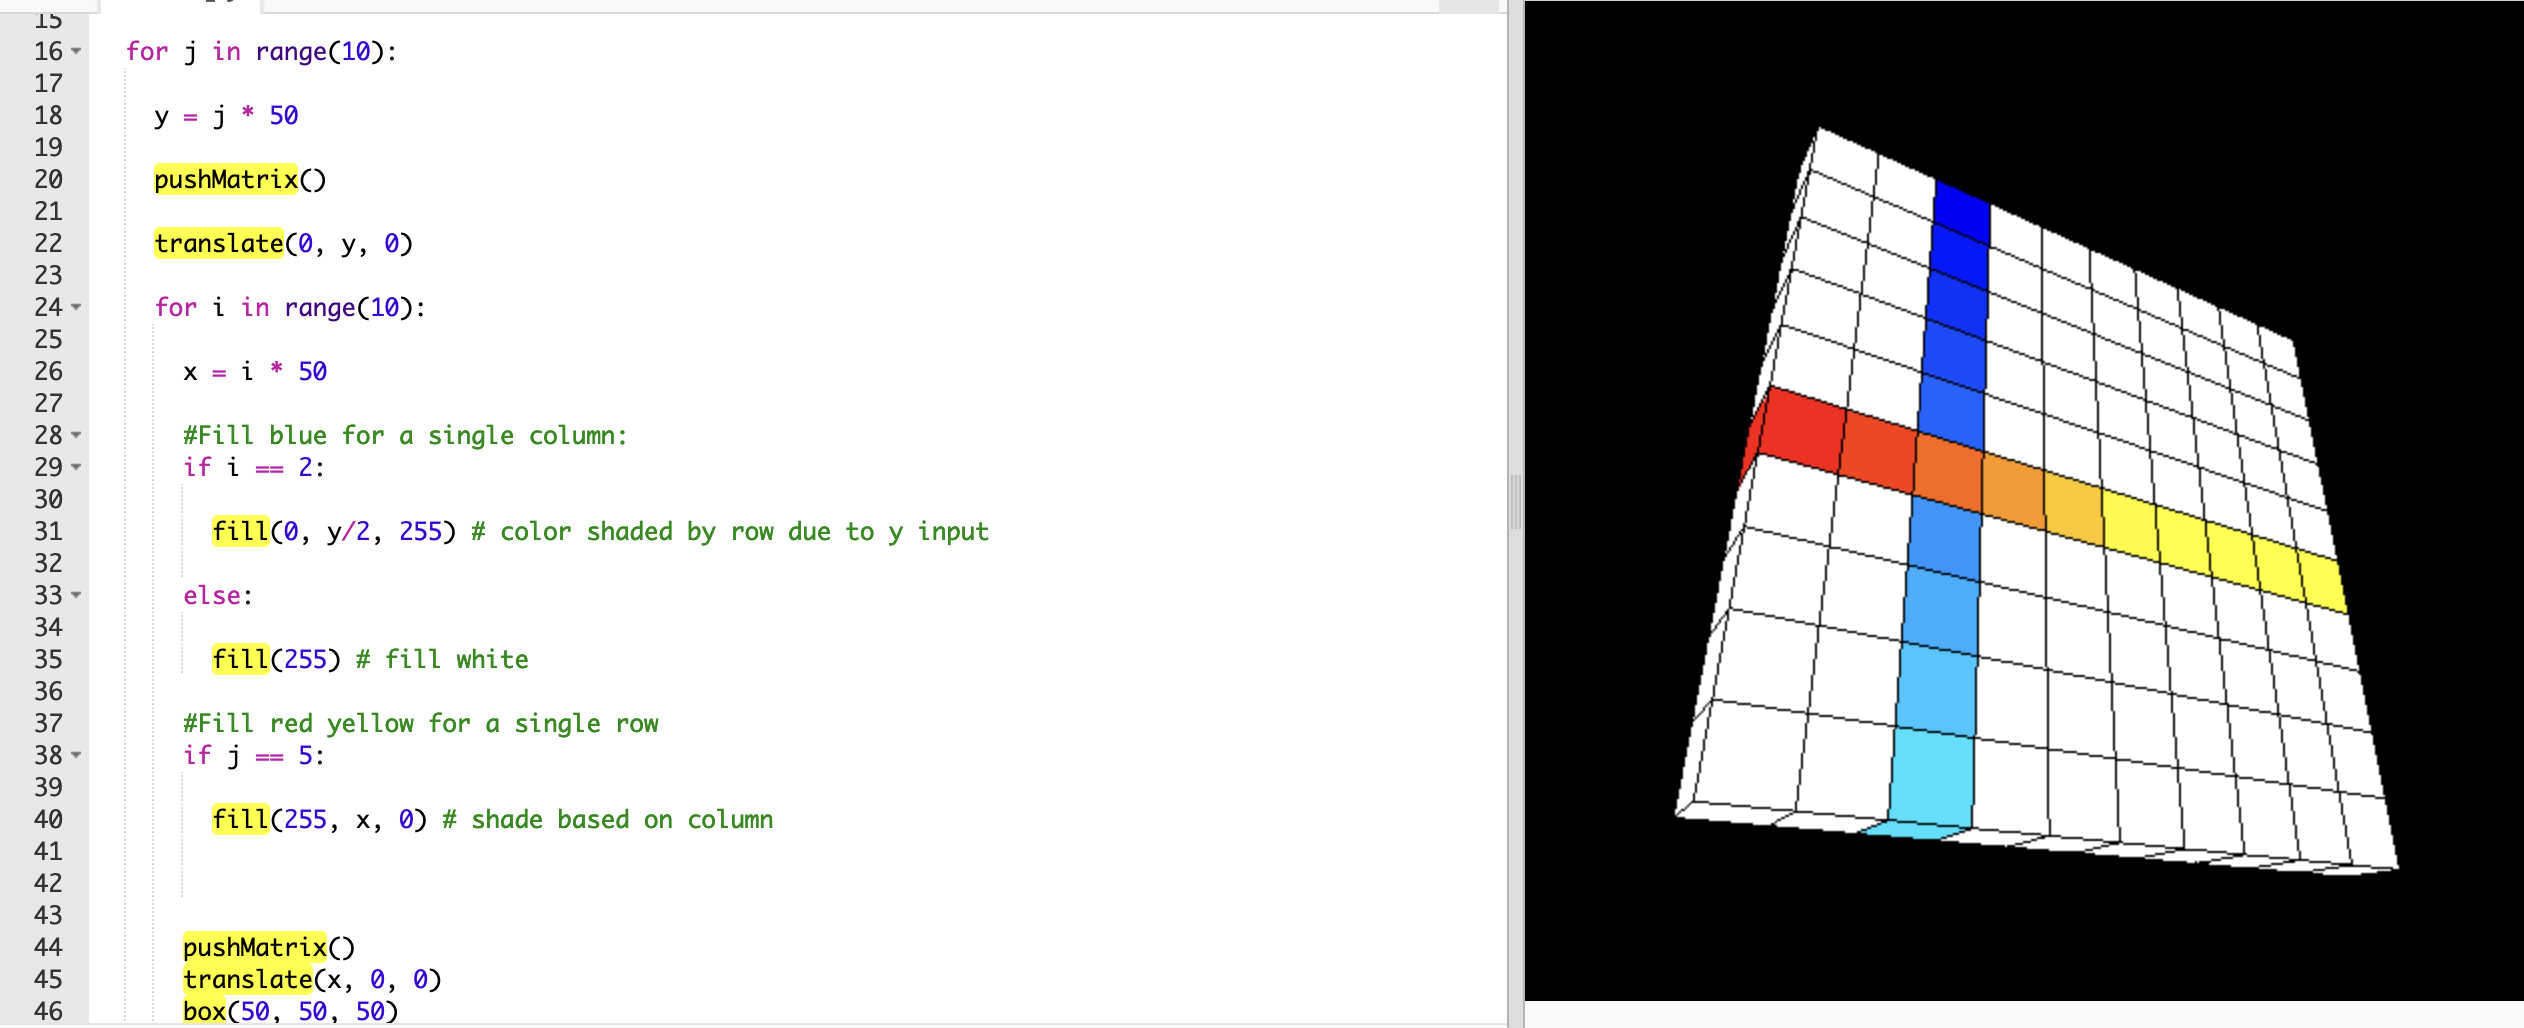 15
16 for j in range(10):
17
18 y = j * 50
19
20 pushMatrix()
21
22 translate(0, y, 0)
23
24 for i in range(10):
25
26 x = i * 50
27
28 #Fill blue for a single column:
29 if i == 2:
30
31 fill(0, y/2, 255) # color shaded by row due to y input
32
33 else:
34
35 fill(255) # fill white
36
37 #Fill red yellow for a single row
38 if j == 5:
39
40 fill(255, x, 0) # shade based on column
41
42
43
44 pushMatrix()
45 translate(x, 0, 0)
46 box(50, 50, 50)